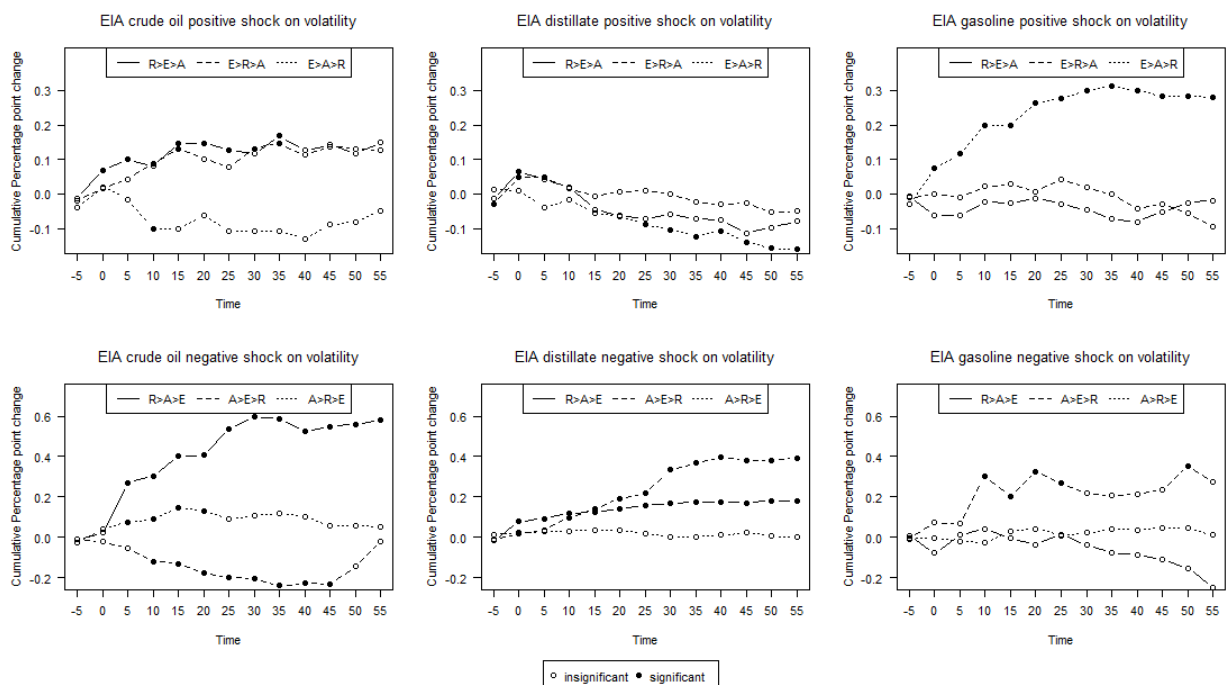 EIA crude oil positive shock on volatility
Cumulative Percentage point change
R>E>A E>R>A E>A>R
0.3
0.2
0.1
0.0
-0.1
-5 0 5 10 15 20 25 30 35 40 45 50 55
Time
EIA distillate positive shock on volatility
Cumulative Percentage point change
R>E>A E>R>A E>A>R
0.3
0.2
0.1
0.0
-0.1
-5 0 5 10 15 20 25 30 35 40 45 50 55
Time
EIA gasoline positive shock on volatility
Cumulative Percentage point change
R>E>A E>R>A E>A>R
0.3
0.2
0.1
0.0
-0.1
-5 0 5 10 15 20 25 30 35 40 45 50 55
Time
EIA crude oil negative shock on volatility
Cumulative Percentage point change
R>A>E A>E>R A>R>E
0.6
0.4
0.2
0.0
-0.2
-5 0 5 10 15 20 25 30 35 40 45 50 55
Time
EIA distillate negative shock on volatility
Cumulative Percentage point change
R>A>E A>E>R A>R>E
0.6
0.4
0.2
0.0
-0.2
-5 0 5 10 15 20 25 30 35 40 45 50 55
Time
EIA gasoline negative shock on volatility
Cumulative Percentage point change
R>A>E A>E>R A>R>E
0.6
0.4
0.2
0.0
-0.2
-5 0 5 10 15 20 25 30 35 40 45 50 55
Time
insignificant significant